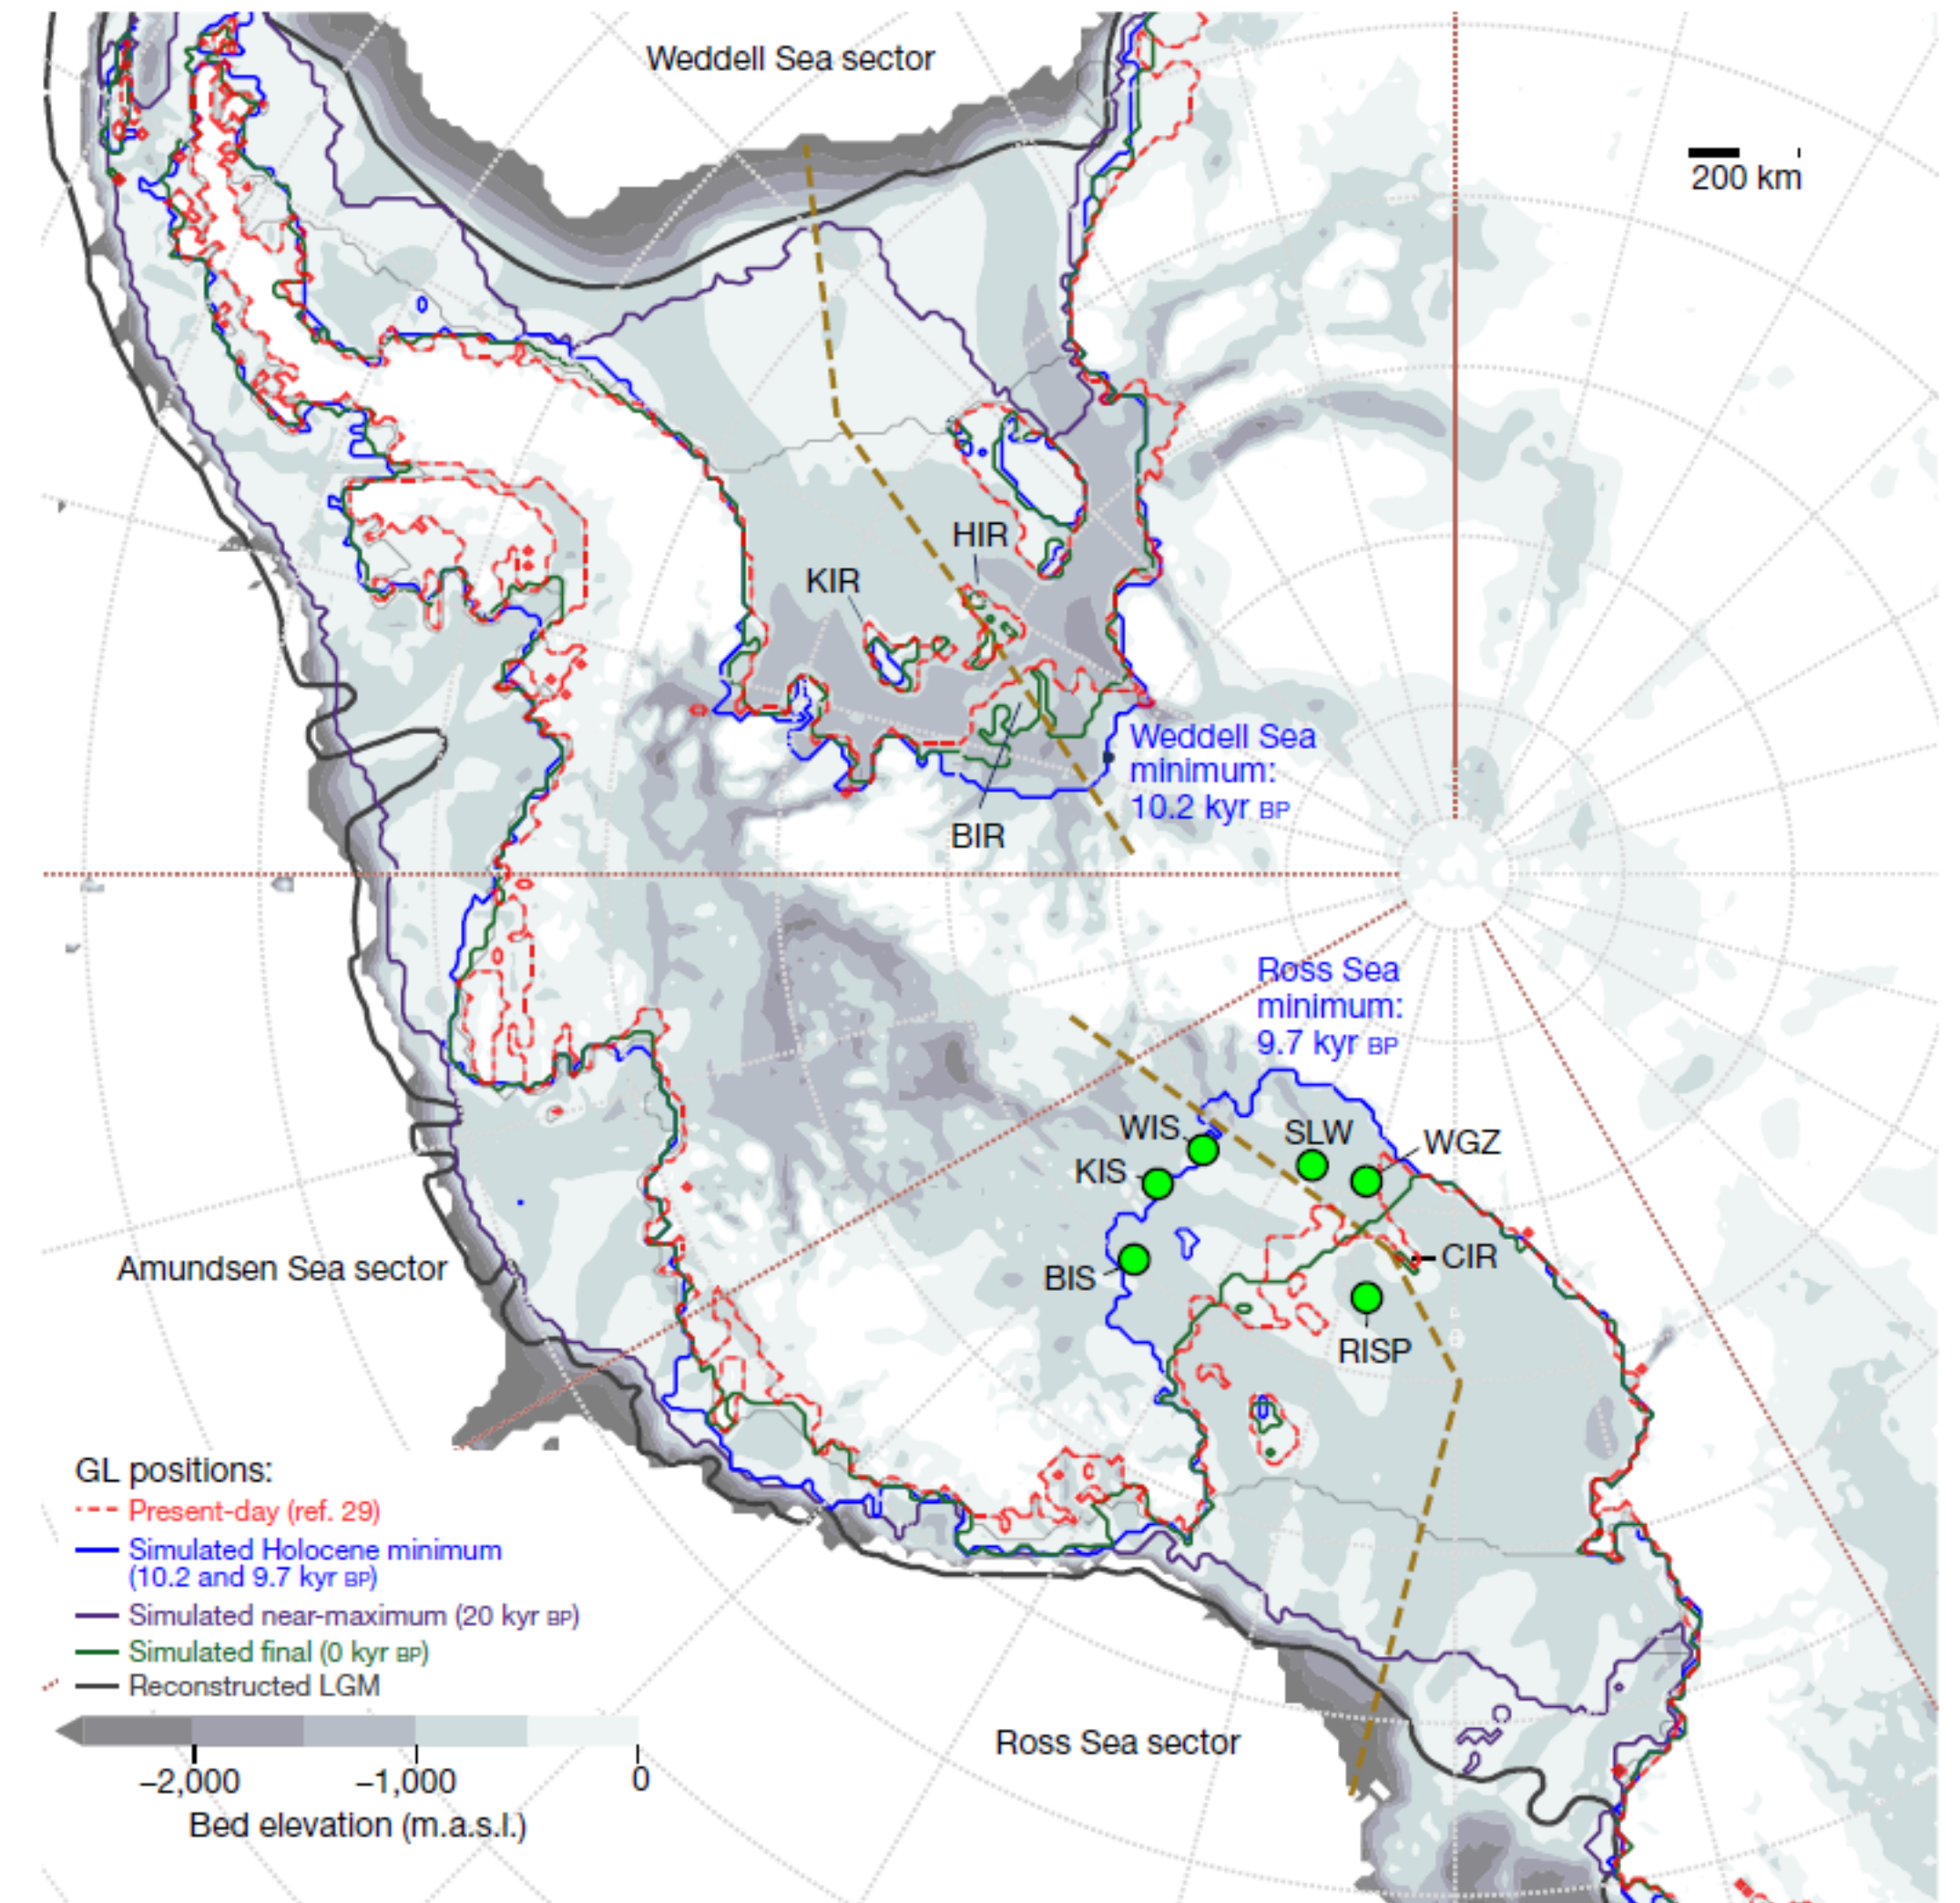 Weddell Sea sector
200 km
HIR
KIR
Weddell Sea
minimum:
10.2 kyr BP
BIR
Ross Sea
minimum:
9.7 kyr BP
WIS
SLW
WGZ
KIS
BIS
CIR
RISP
Amundsen Sea sector
Ross Sea sector
GL positions:
Present-day (ref. 29)
Simulated Holocene minimum
(10.2 and 9.7 kyr BP)
Simulated near-maximum (20 kyr BP)
Simulated final (0 kyr BP)
Reconstructed LGM
−2,000 −1,000 0
Bed elevation (m.a.s.l.)